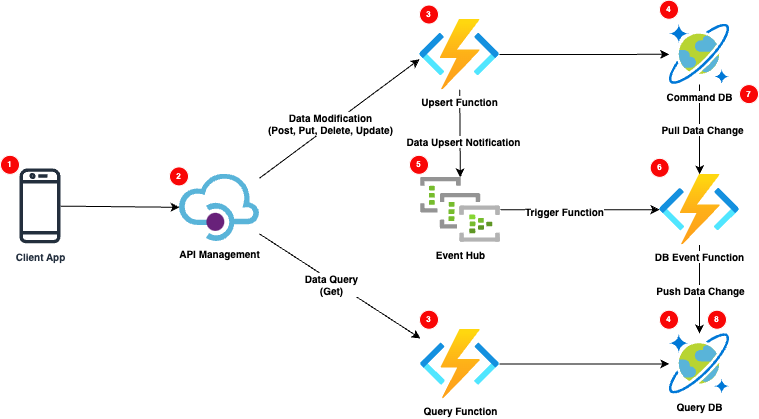 3
4
Upsert Function
Command DB
7
Data Modification
(Post, Put, Delete, Update)
Pull Data Change
Data Upsert Notification
1
2
5
6
Trigger Function
Client App
API Management
Event Hub
DB Event Function
Data Query
(Get)
Push Data Change
3
4
8
Query Function
Query DB